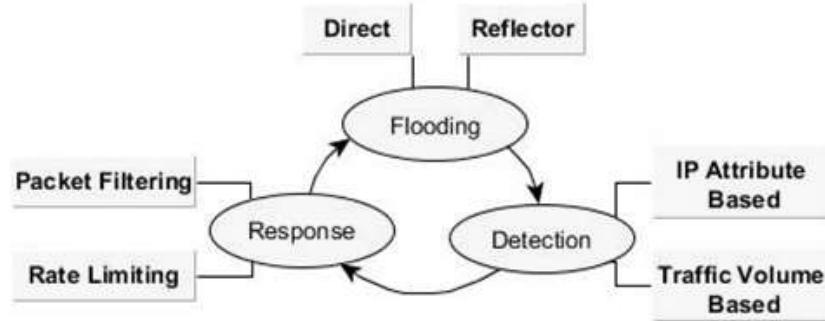 Direct
Reflector
Flooding
Packet Filtering
IP Attribute
Based
Response
Detection
Rate Limiting
Traffic Volume
Based